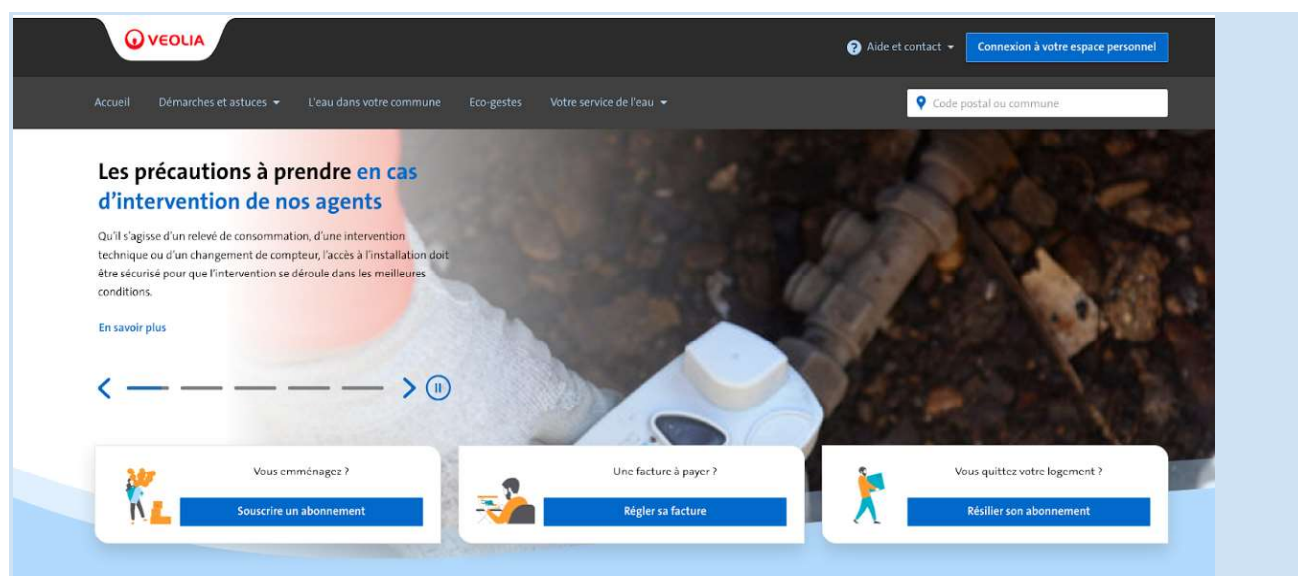 VEOLIA
? Aide et contact
Connexion à votre espace personnel
Accueil
Démarches et astuces
L'eau dans votre commune
Eco-gestes
Votre service de l'eau
Code postal ou commune
Les précautions à prendre en cas
d'intervention de nos agents
Qu'il s'agisse d'un relevé de consommation, d'une intervention
technique ou d'un changement de compteur, l'accès à l'installation doit
être sécurisé pour que l'intervention se déroule dans les meilleures
conditions.
En savoir plus
Vous emménagez ?
Souscrire un abonnement
Une facture à payer ?
Régler sa facture
Vous quittez votre logement ?
Résilier son abonnement